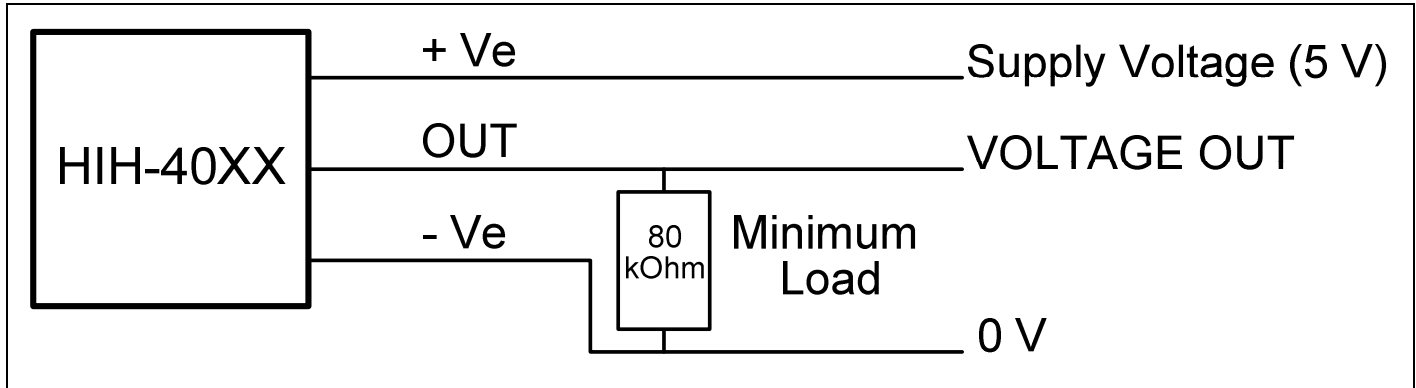 + Ve
Supply Voltage (5 V)
OUT
VOLTAGE OUT
HIH-40XX
- Ve
80
kOhm
Minimum
Load
0 V